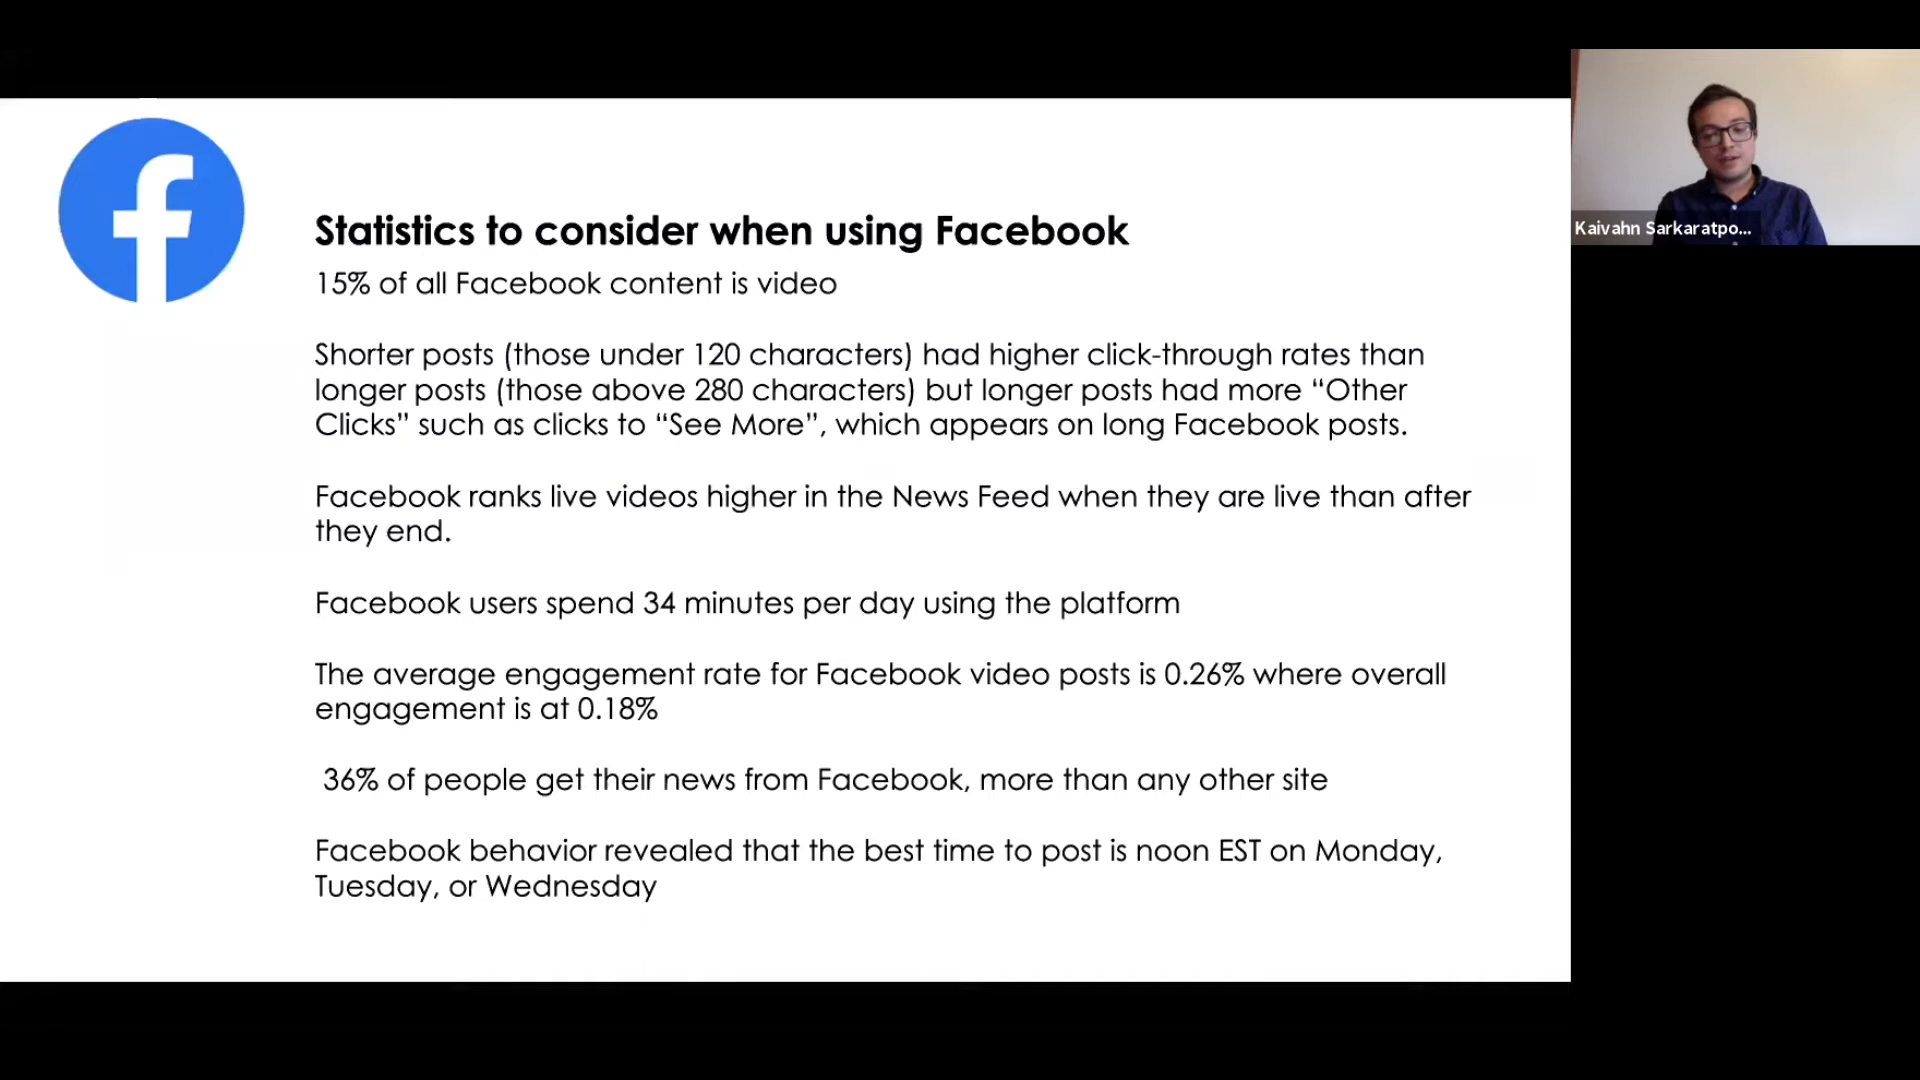 Statistics to consider when using Facebook
15% of all Facebook content is video
Shorter posts (those under 120 characters) had higher click-through rates than
longer posts (those above 280 characters) but longer posts had more “Other
Clicks” such as clicks to “See More”, which appears on long Facebook posts.
Facebook ranks live videos higher in the News Feed when they are live than after
they end.
Facebook users spend 34 minutes per day using the platform
The average engagement rate for Facebook video posts is 0.26% where overall
engagement is at 0.18%
36% of people get their news from Facebook, more than any other site
Facebook behavior revealed that the best time to post is noon EST on Monday,
Tuesday, or Wednesday
Kaivahn Sarkaratpo...